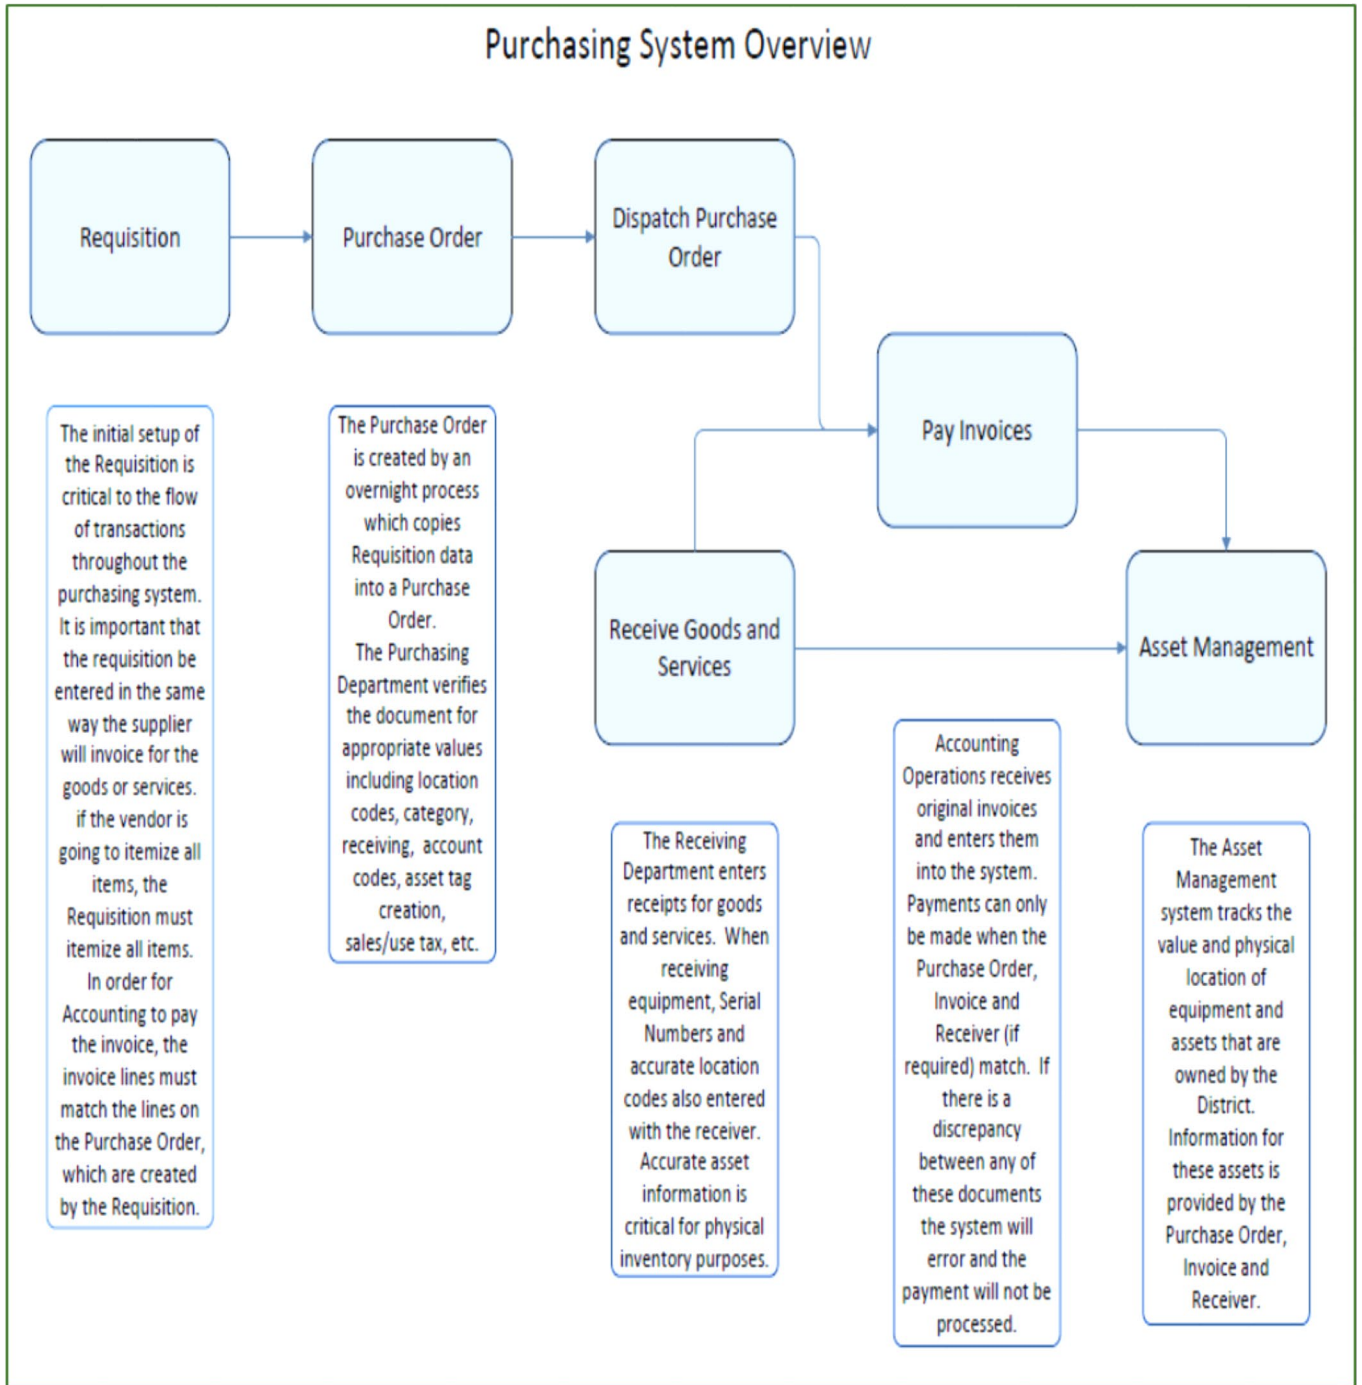 Purchasing System Overview
Requisition
Purchase Order
Dispatch Purchase
Order
Pay Invoices
Receive Goods and
Services
Asset Management
The initial setup of
the Requisition is
critical to the flow
of transactions
throughout the
purchasing system.
It is important that
the requisition be
entered in the same
way the supplier
will invoice for the
goods or services.
if the vendor is
going to itemize all
items, the
Requisition must
itemize all items.
In order for
Accounting to pay
the invoice, the
invoice lines must
match the lines on
the Purchase Order,
which are created
by the Requisition.
The Purchase Order
is created by an
overnight process
which copies
Requisition data
into a Purchase
Order.
The Purchasing
Department verifies
the document for
appropriate values
including location
codes, category,
receiving, account
codes, asset tag
creation,
sales/use tax, etc.
The Receiving
Department enters
receipts for goods
and services. When
receiving
equipment, Serial
Numbers and
accurate location
codes also entered
with the receiver.
Accurate asset
information is
critical for physical
inventory purposes.
Accounting
Operations receives
original invoices
and enters them
into the system.
Payments can only
be made when the
Purchase Order,
Invoice and
Receiver (if
required) match. If
there is a
discrepancy
between any of
these documents
the system will
error and the
payment will not be
processed.
The Asset
Management
system tracks the
value and physical
location of
equipment and
assets that are
owned by the
District.
Information for
these assets is
provided by the
Purchase Order,
Invoice and
Receiver.